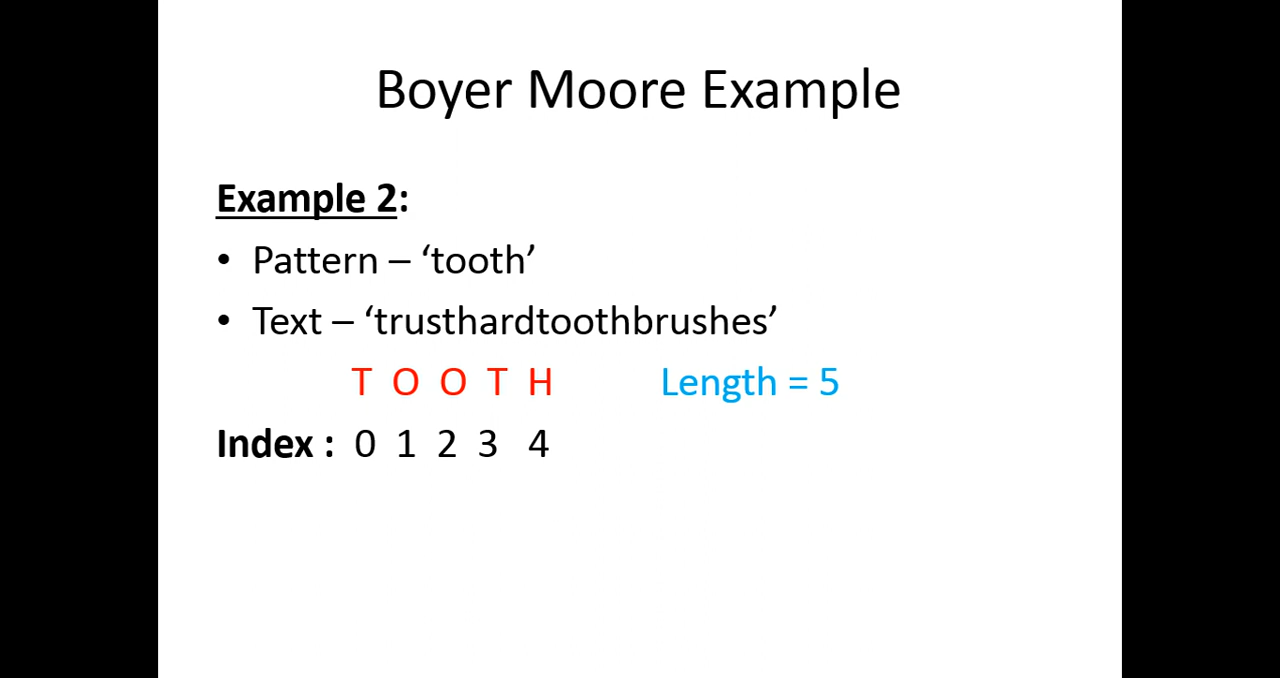 Boyer Moore Example
Example 2:
• Pattern – ‘tooth’
• Text – ‘trusthardtoothbrushes’
T O O T H Length = 5
Index : 0 1 2 3 4